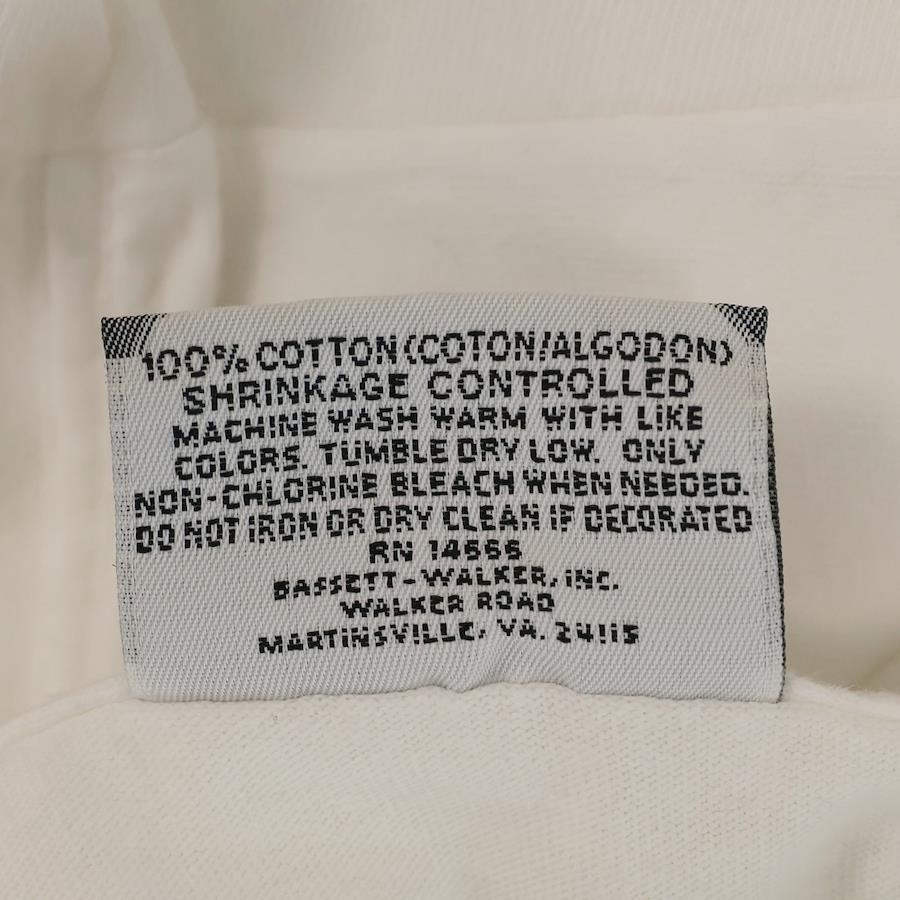 100% COTTON (COTON/ALGODON)
SHRINKAGE CONTROLLED
MACHINE WASH WARM WITH LIKE
COLORS. TUMBLE DRY LOW. ONLY
NON-CHLORINE BLEACH WHEN NEEDED.
DO NOT IRON OR DRY CLEAN IF DECORATED
RN 14666
BASSETT-WALKER, INC.
WALKER ROAD
MARTINSVILLE, VA. 24115